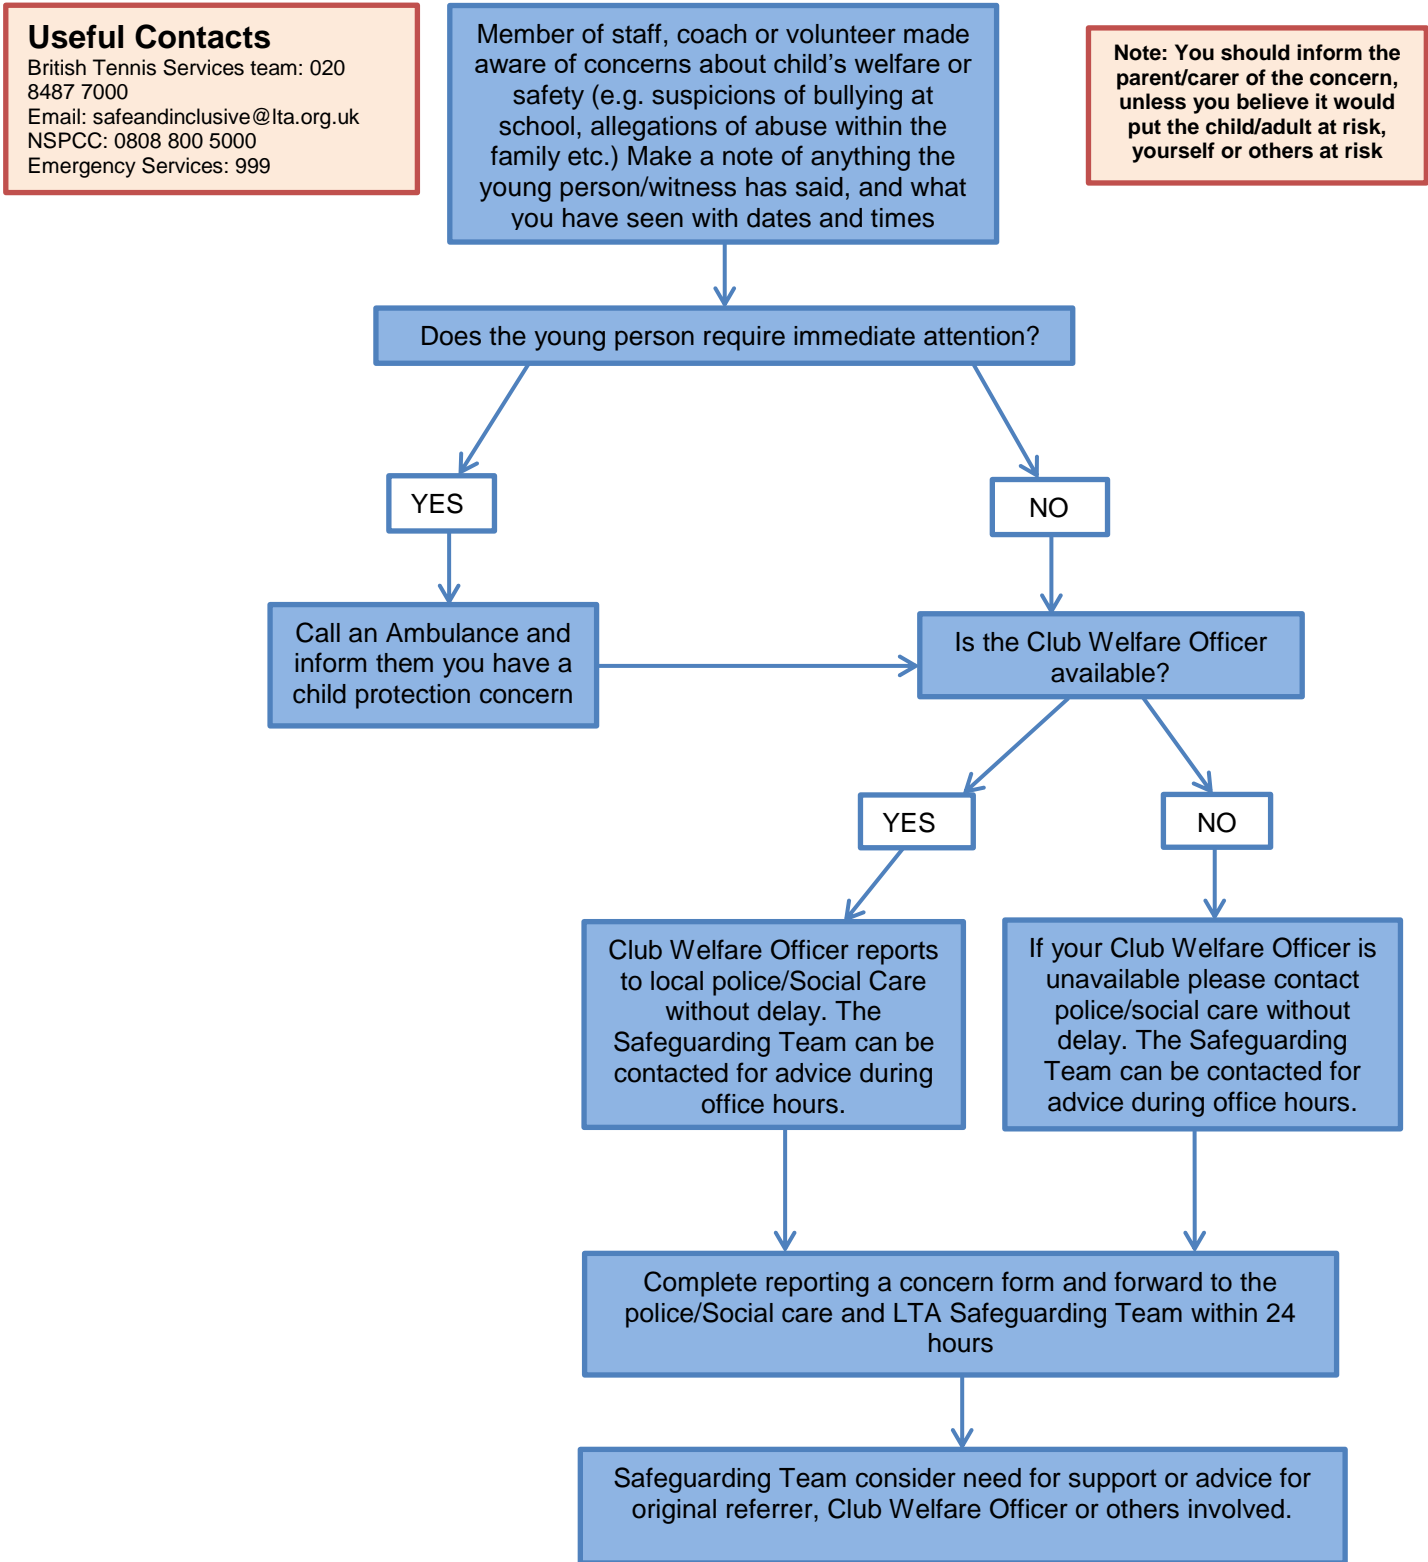 Useful Contacts
British Tennis Services team: 020
8487 7000
Email: safeandinclusive@lta.org.uk
NSPCC: 0808 800 5000
Emergency Services: 999
Member of staff, coach or volunteer made
aware of concerns about child’s welfare or
safety (e.g. suspicions of bullying at
school, allegations of abuse within the
family etc.) Make a note of anything the
young person/witness has said, and what
you have seen with dates and times
Note: You should inform the
parent/carer of the concern,
unless you believe it would
put the child/adult at risk,
yourself or others at risk
Does the young person require immediate attention?
YES
NO
Call an Ambulance and
inform them you have a
child protection concern
Is the Club Welfare Officer
available?
YES
NO
Club Welfare Officer reports
to local police/Social Care
without delay. The
Safeguarding Team can be
contacted for advice during
office hours.
If your Club Welfare Officer is
unavailable please contact
police/social care without
delay. The Safeguarding
Team can be contacted for
advice during office hours.
Complete reporting a concern form and forward to the
police/Social care and LTA Safeguarding Team within 24
hours
Safeguarding Team consider need for support or advice for
original referrer, Club Welfare Officer or others involved.